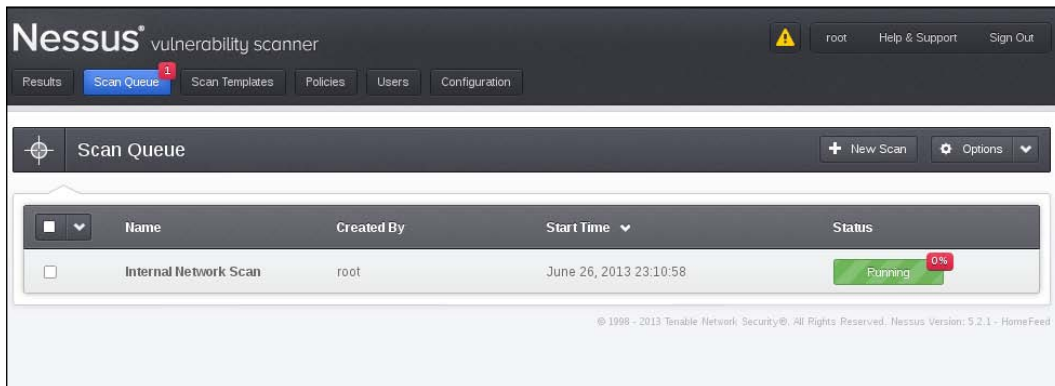 Nessus® vulnerability scanner
root Help & Support Sign Out
Results Scan Queue 1 Scan Templates Policies Users Configuration
Scan Queue
New Scan Options
Name Created By Start Time Status
Internal Network Scan root June 26, 2013 23:10:58 Running 0%
© 1998 - 2013 Tenable Network Security®. All Rights Reserved. Nessus Version: 5.2.1 - HomeFeed